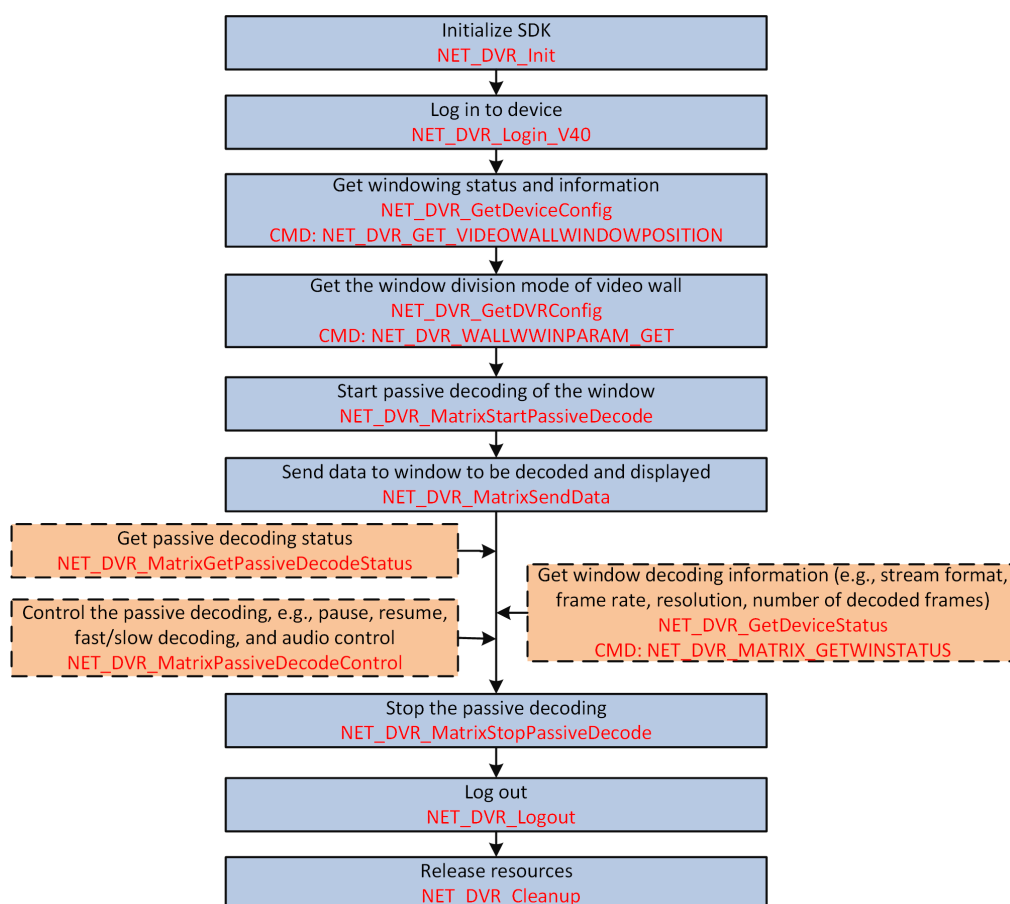 Initialize SDK
NET_DVR_Init
Log in to device
NET_DVR_Login_V40
Get windowing status and information
NET_DVR_GetDeviceConfig
CMD: NET_DVR_GET_VIDEOWALLWINDOWPOSITION
Get the window division mode of video wall
NET_DVR_GetDVRConfig
CMD: NET_DVR_WALLWWINPARAM_GET
Start passive decoding of the window
NET_DVR_MatrixStartPassiveDecode
Send data to window to be decoded and displayed
NET_DVR_MatrixSendData
Get passive decoding status
NET_DVR_MatrixGetPassiveDecodeStatus
Get window decoding information (e.g., stream format,
frame rate, resolution, number of decoded frames)
NET_DVR_GetDeviceStatus
CMD: NET_DVR_MATRIX_GETWINSTATUS
Control the passive decoding, e.g., pause, resume,
fast/slow decoding, and audio control
NET_DVR_MatrixPassiveDecodeControl
Stop the passive decoding
NET_DVR_MatrixStopPassiveDecode
Log out
NET_DVR_Logout
Release resources
NET_DVR_Cleanup